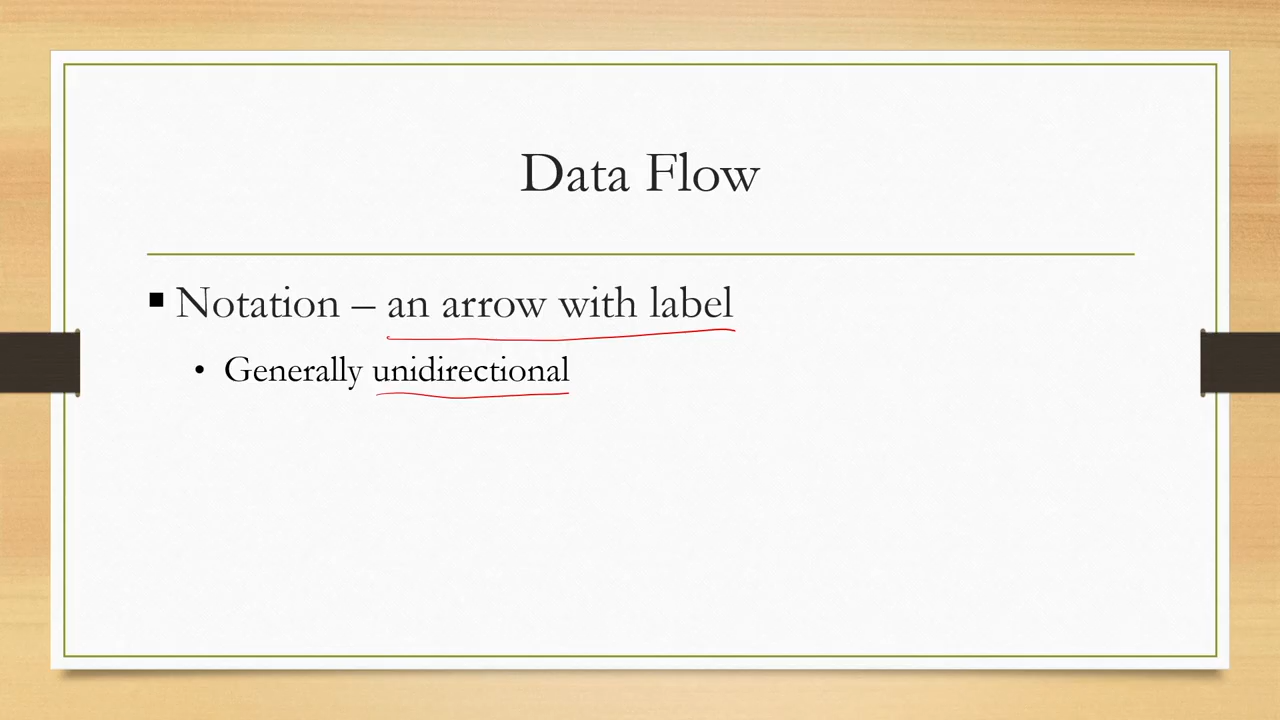 Data Flow
▪ Notation – an arrow with label
• Generally unidirectional